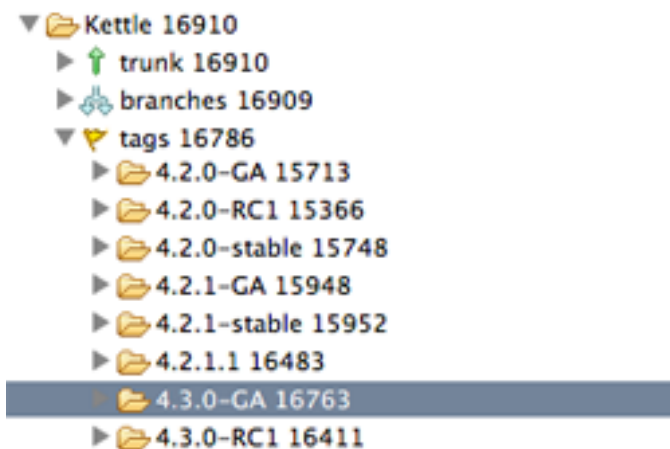 Kettle 16910
trunk 16910
branches 16909
tags 16786
4.2.0-GA 15713
4.2.0-RC1 15366
4.2.0-stable 15748
4.2.1-GA 15948
4.2.1-stable 15952
4.2.1.1 16483
4.3.0-GA 16763
4.3.0-RC1 16411